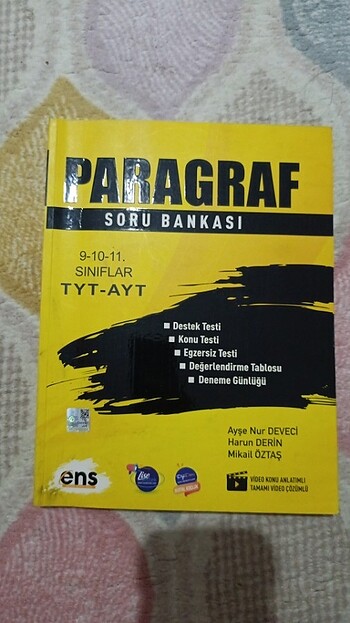 PARAGRAF
SORU BANKASI
9-10-11.
SINIFLAR
TYT-AYT
Destek Testi
Konu Testi
Egzersiz Testi
Değerlendirme Tablosu
Deneme Günlüğü
Ayşe Nur DEVECİ
Harun DERİN
Mikail ÖZTAŞ
ens
Lise
VİDEO KONU ANLATIMLI
TAMAMI VİDEO ÇÖZÜMLÜ